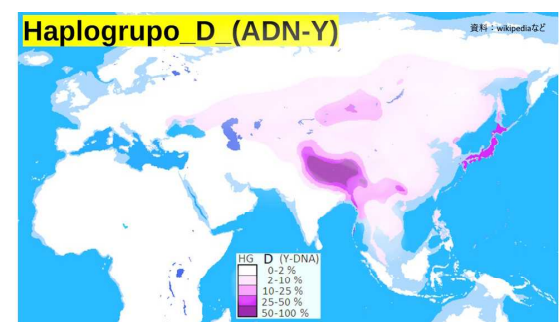 Haplogrupo_D_(ADN-Y)
資料：wikipediaなど
HG D (Y-DNA)
0-2 %
2-10 %
10-25 %
25-50 %
50-100 %